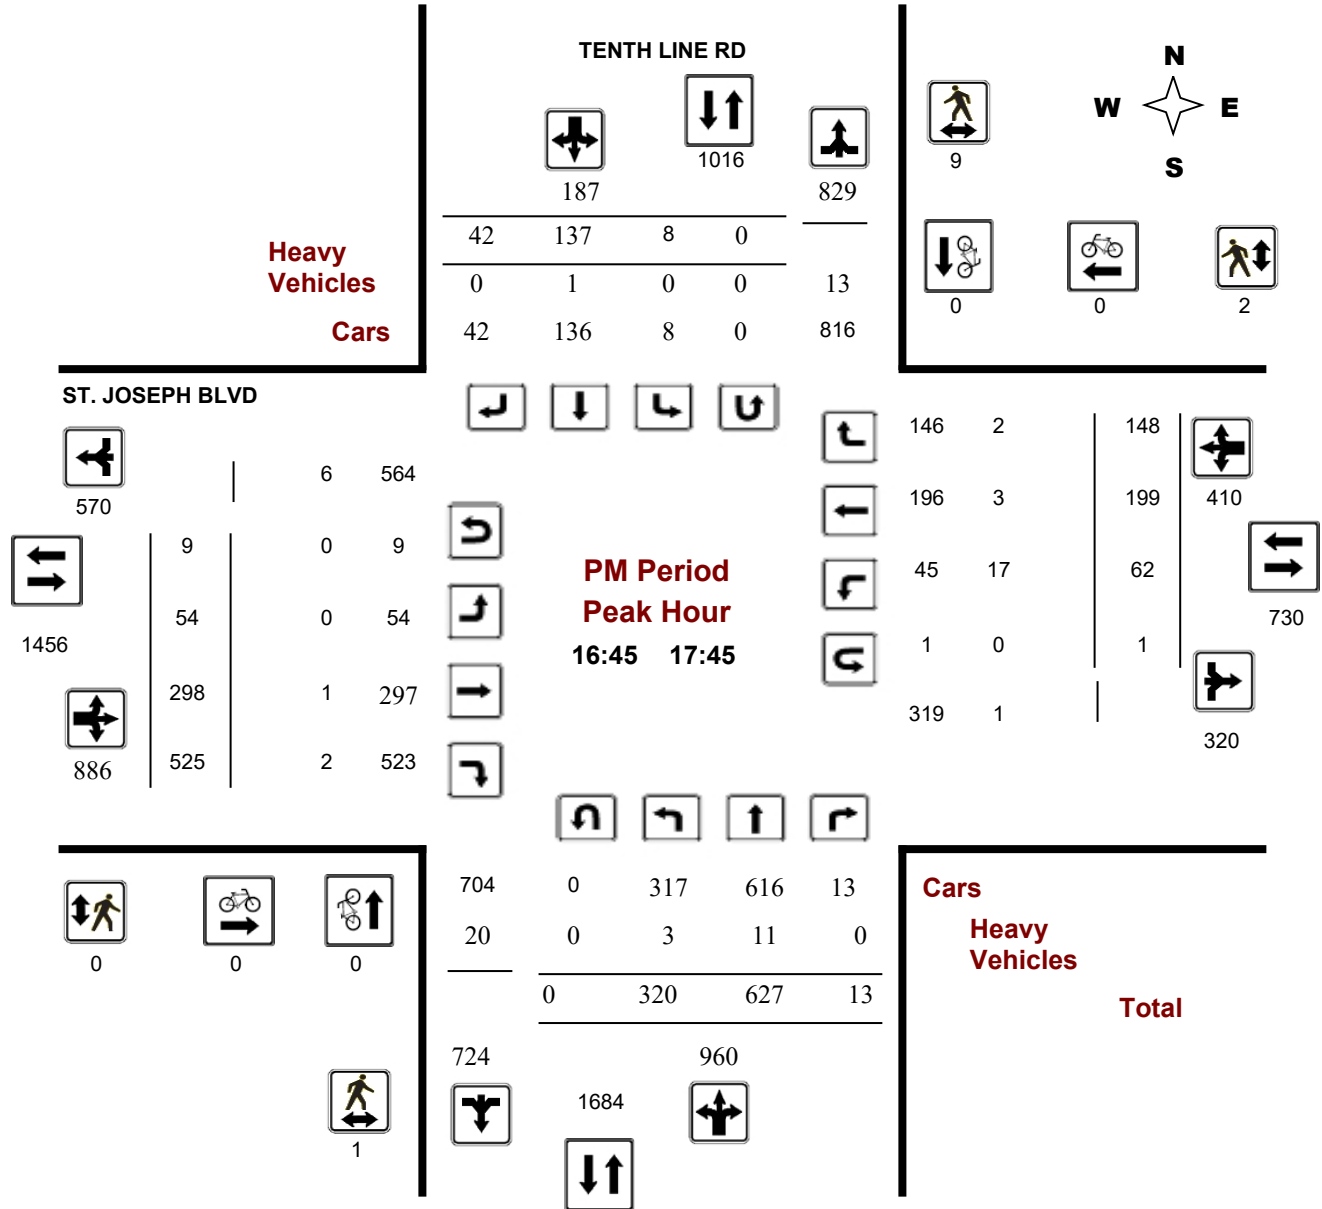 TENTH LINE RD
N
W E
S
1016
9
187 829
42 137 8 0
Heavy
Vehicles 0 1 0 0 13
Cars 42 136 8 0 816
0 0 2
ST. JOSEPH BLVD
146 2 148
6 564
570
196 3 199 410
9 0 9
PM Period
45 17 62
Peak Hour
54 0 54 730
1456
16:45 17:45
1 0 1
298 1 297
319 1
320
886 525 2 523
704 0 317 616 13 Cars
20 0 3 11 0 Heavy
Vehicles
0 0 0
0 320 627 13 Total
724 960
1684
1